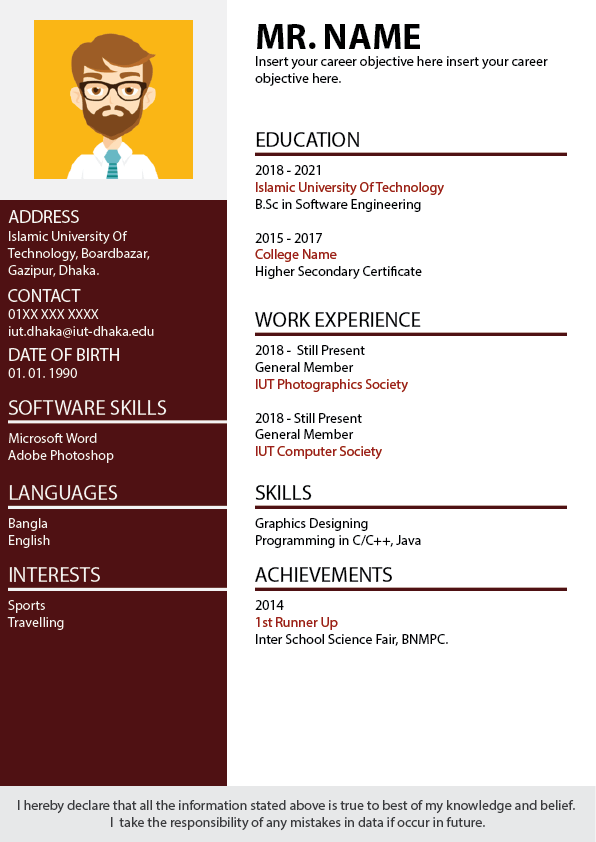 MR. NAME
Insert your career objective here insert your career
objective here.
ADDRESS
Islamic University Of
Technology, Boardbazar,
Gazipur, Dhaka.
CONTACT
01XX XXX XXXX
iut.dhaka@iut-dhaka.edu
DATE OF BIRTH
01. 01. 1990
SOFTWARE SKILLS
Microsoft Word
Adobe Photoshop
LANGUAGES
Bangla
English
INTERESTS
Sports
Travelling
EDUCATION
2018 - 2021
Islamic University Of Technology
B.Sc in Software Engineering
2015 - 2017
College Name
Higher Secondary Certificate
WORK EXPERIENCE
2018 -  Still Present
General Member
IUT Photographics Society
2018 - Still Present
General Member
IUT Computer Society
SKILLS
Graphics Designing
Programming in C/C++, Java
ACHIEVEMENTS
2014
1st Runner Up
Inter School Science Fair, BNMPC.
I hereby declare that all the information stated above is true to best of my knowledge and belief.
I  take the responsibility of any mistakes in data if occur in future.